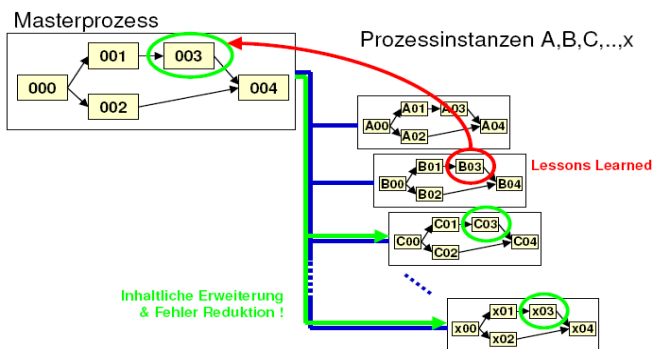 Masterprozess
Prozessinstanzen A,B,C,..,x
001
003
000
004
002
A01
A03
A00
A04
A02
B01
B03
Lessons Learned
B00
B04
B02
C01
C03
C00
C04
C02
Inhaltliche Erweiterung
& Fehler Reduktion !
x01
x03
x00
x04
x02